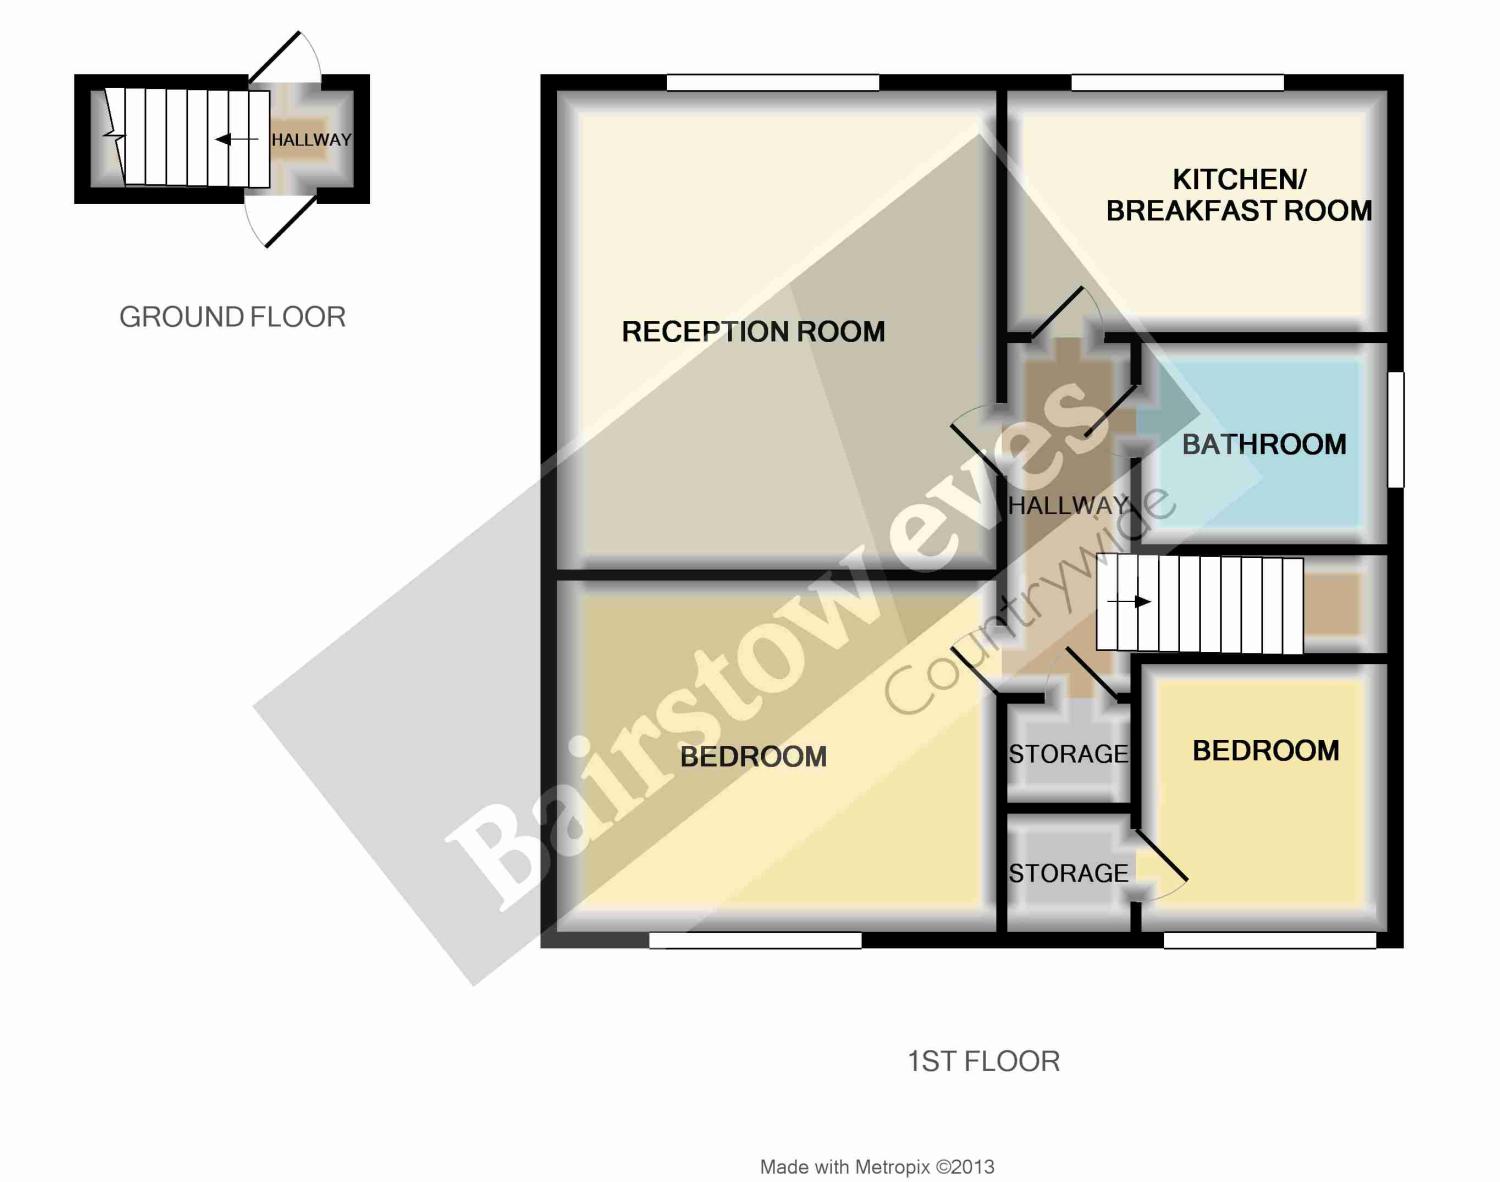 HALLWAY
GROUND FLOOR
KITCHEN/
BREAKFAST ROOM
RECEPTION ROOM
BATHROOM
HALLWAY
BEDROOM
STORAGE
BEDROOM
STORAGE
Bairstow eves
Countrywide
1ST FLOOR
Made with Metropix ©2013